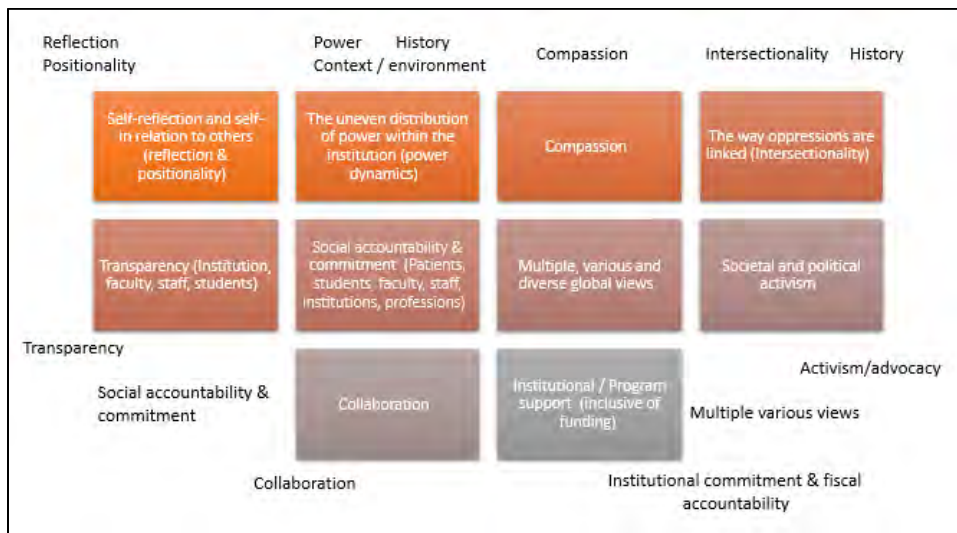 Reflection
Positionality
Power History
Context / environment
Compassion
Intersectionality History
Self-reflection and self-
in relation to others
(reflection &
positionality)
The uneven distribution
of power within the
institution (power
dynamics)
Compassion
The way oppressions are
linked (Intersectionality)
Transparency (Institution,
faculty, staff, students)
Social accountability &
commitment (Patients,
students, faculty, staff,
institutions, professions)
Multiple, various and
diverse global views
Societal and political
activism
Transparency
Social accountability &
commitment
Collaboration
Institutional / Program
support (inclusive of
funding)
Activism/advocacy
Multiple various views
Collaboration
Institutional commitment & fiscal
accountability